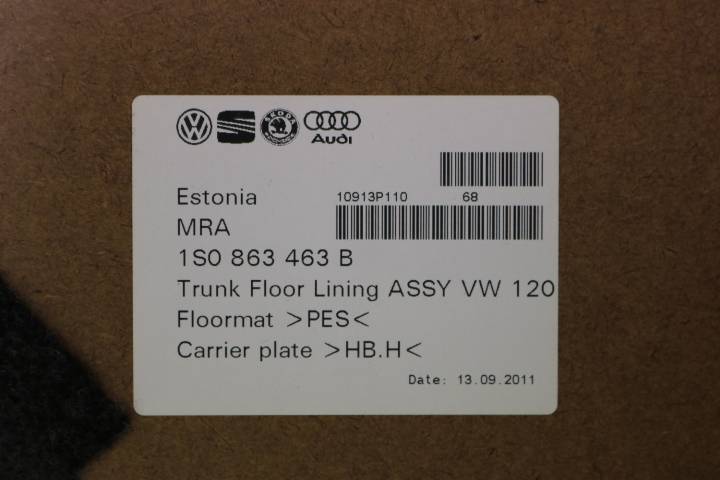 Audi
Estonia
10913P110 68
MRA
1S0 863 463 B
Trunk Floor Lining ASSY VW 120
Floormat >PES<
Carrier plate >HB.H<
Date: 13.09.2011